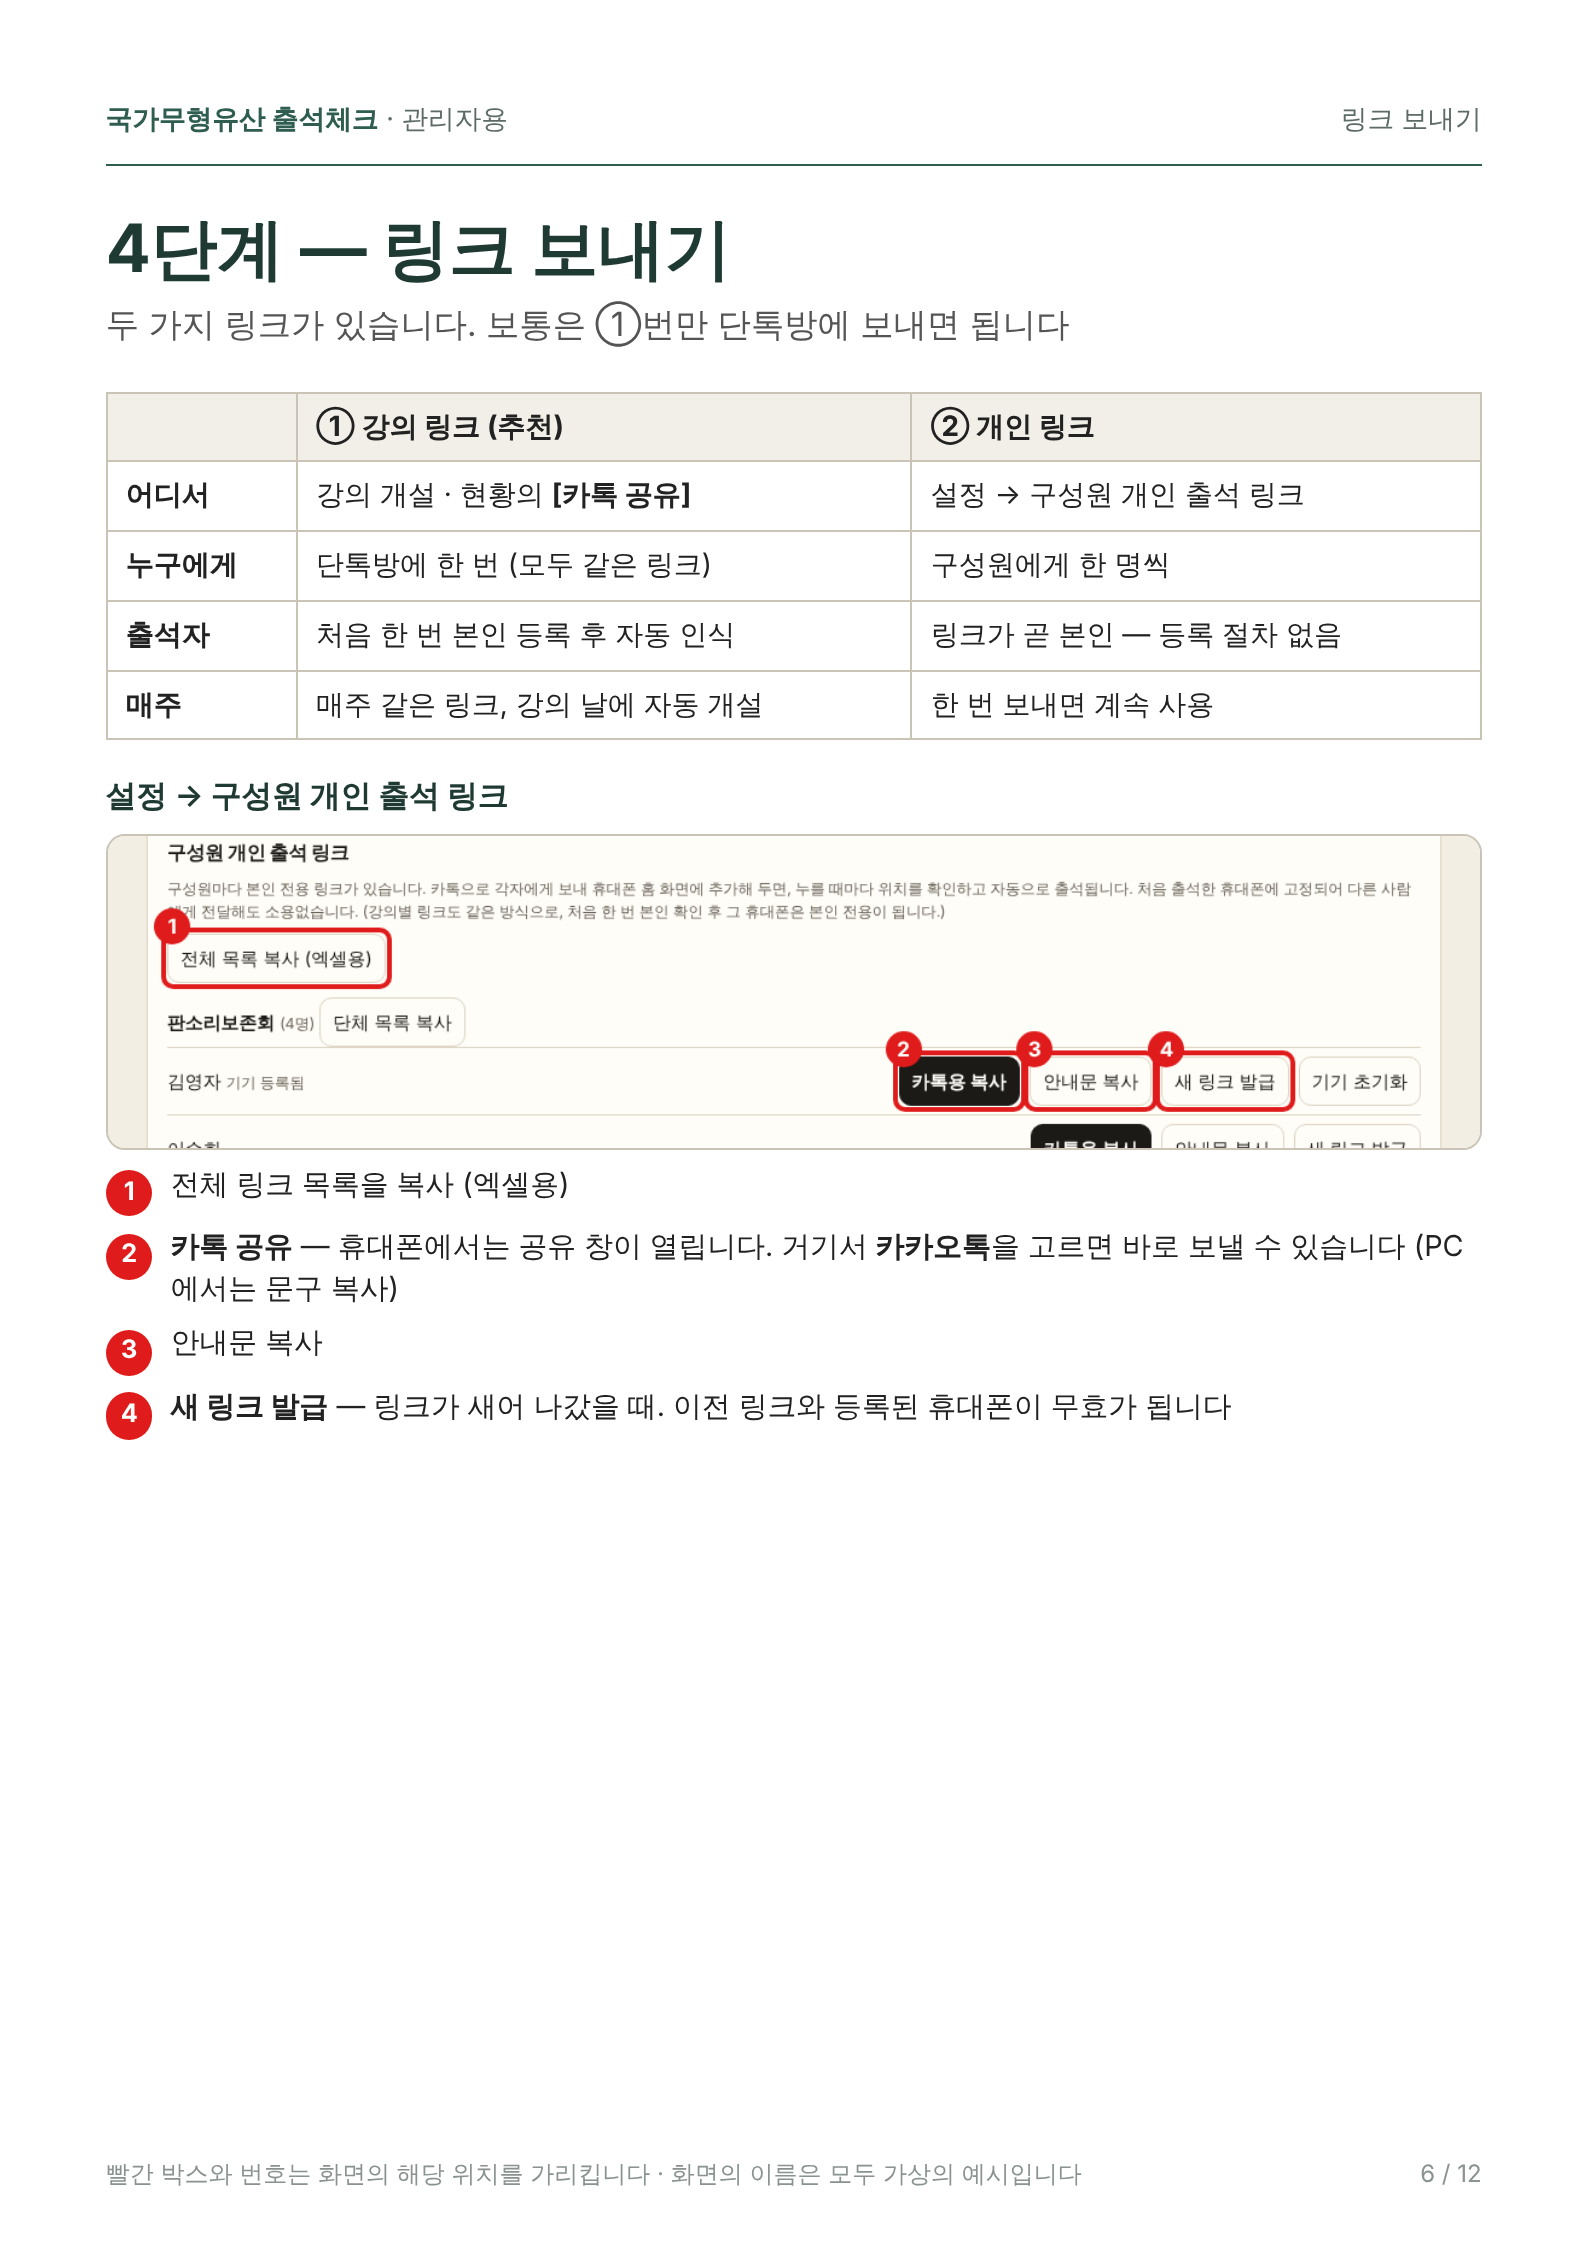 국가무형유산 출석체크 · 관리자용
링크 보내기
4단계 — 링크 보내기
두 가지 링크가 있습니다. 보통은 ①번만 단톡방에 보내면 됩니다
① 강의 링크 (추천)
② 개인 링크
어디서
강의 개설 · 현황의 [카톡 공유]
설정 → 구성원 개인 출석 링크
누구에게
단톡방에 한 번 (모두 같은 링크)
구성원에게 한 명씩
출석자
처음 한 번 본인 등록 후 자동 인식
링크가 곧 본인 — 등록 절차 없음
매주
매주 같은 링크, 강의 날에 자동 개설
한 번 보내면 계속 사용
설정 → 구성원 개인 출석 링크
구성원 개인 출석 링크
구성원마다 본인 전용 링크가 있습니다. 카톡으로 각자에게 보내 휴대폰 홈 화면에 추가해 두면, 누를 때마다 위치를 확인하고 자동으로 출석됩니다. 처음 출석한 휴대폰에 고정되어 다른 사람
에게 전달해도 소용없습니다. (강의별 링크도 같은 방식으로, 처음 한 번 본인 확인 후 그 휴대폰은 본인 전용이 됩니다.)
1
전체 목록 복사 (엑셀용)
판소리보존회 (4명) 단체 목록 복사
2 3 4
김영자 기기 등록됨 카톡용 복사 안내문 복사 새 링크 발급 기기 초기화
카톡용 복사 안내문 복사 새 링크 발급
1 전체 링크 목록을 복사 (엑셀용)
2 카톡 공유 — 휴대폰에서는 공유 창이 열립니다. 거기서 카카오톡을 고르면 바로 보낼 수 있습니다 (PC
에서는 문구 복사)
3 안내문 복사
4 새 링크 발급 — 링크가 새어 나갔을 때. 이전 링크와 등록된 휴대폰이 무효가 됩니다
빨간 박스와 번호는 화면의 해당 위치를 가리킵니다 · 화면의 이름은 모두 가상의 예시입니다
6 / 12